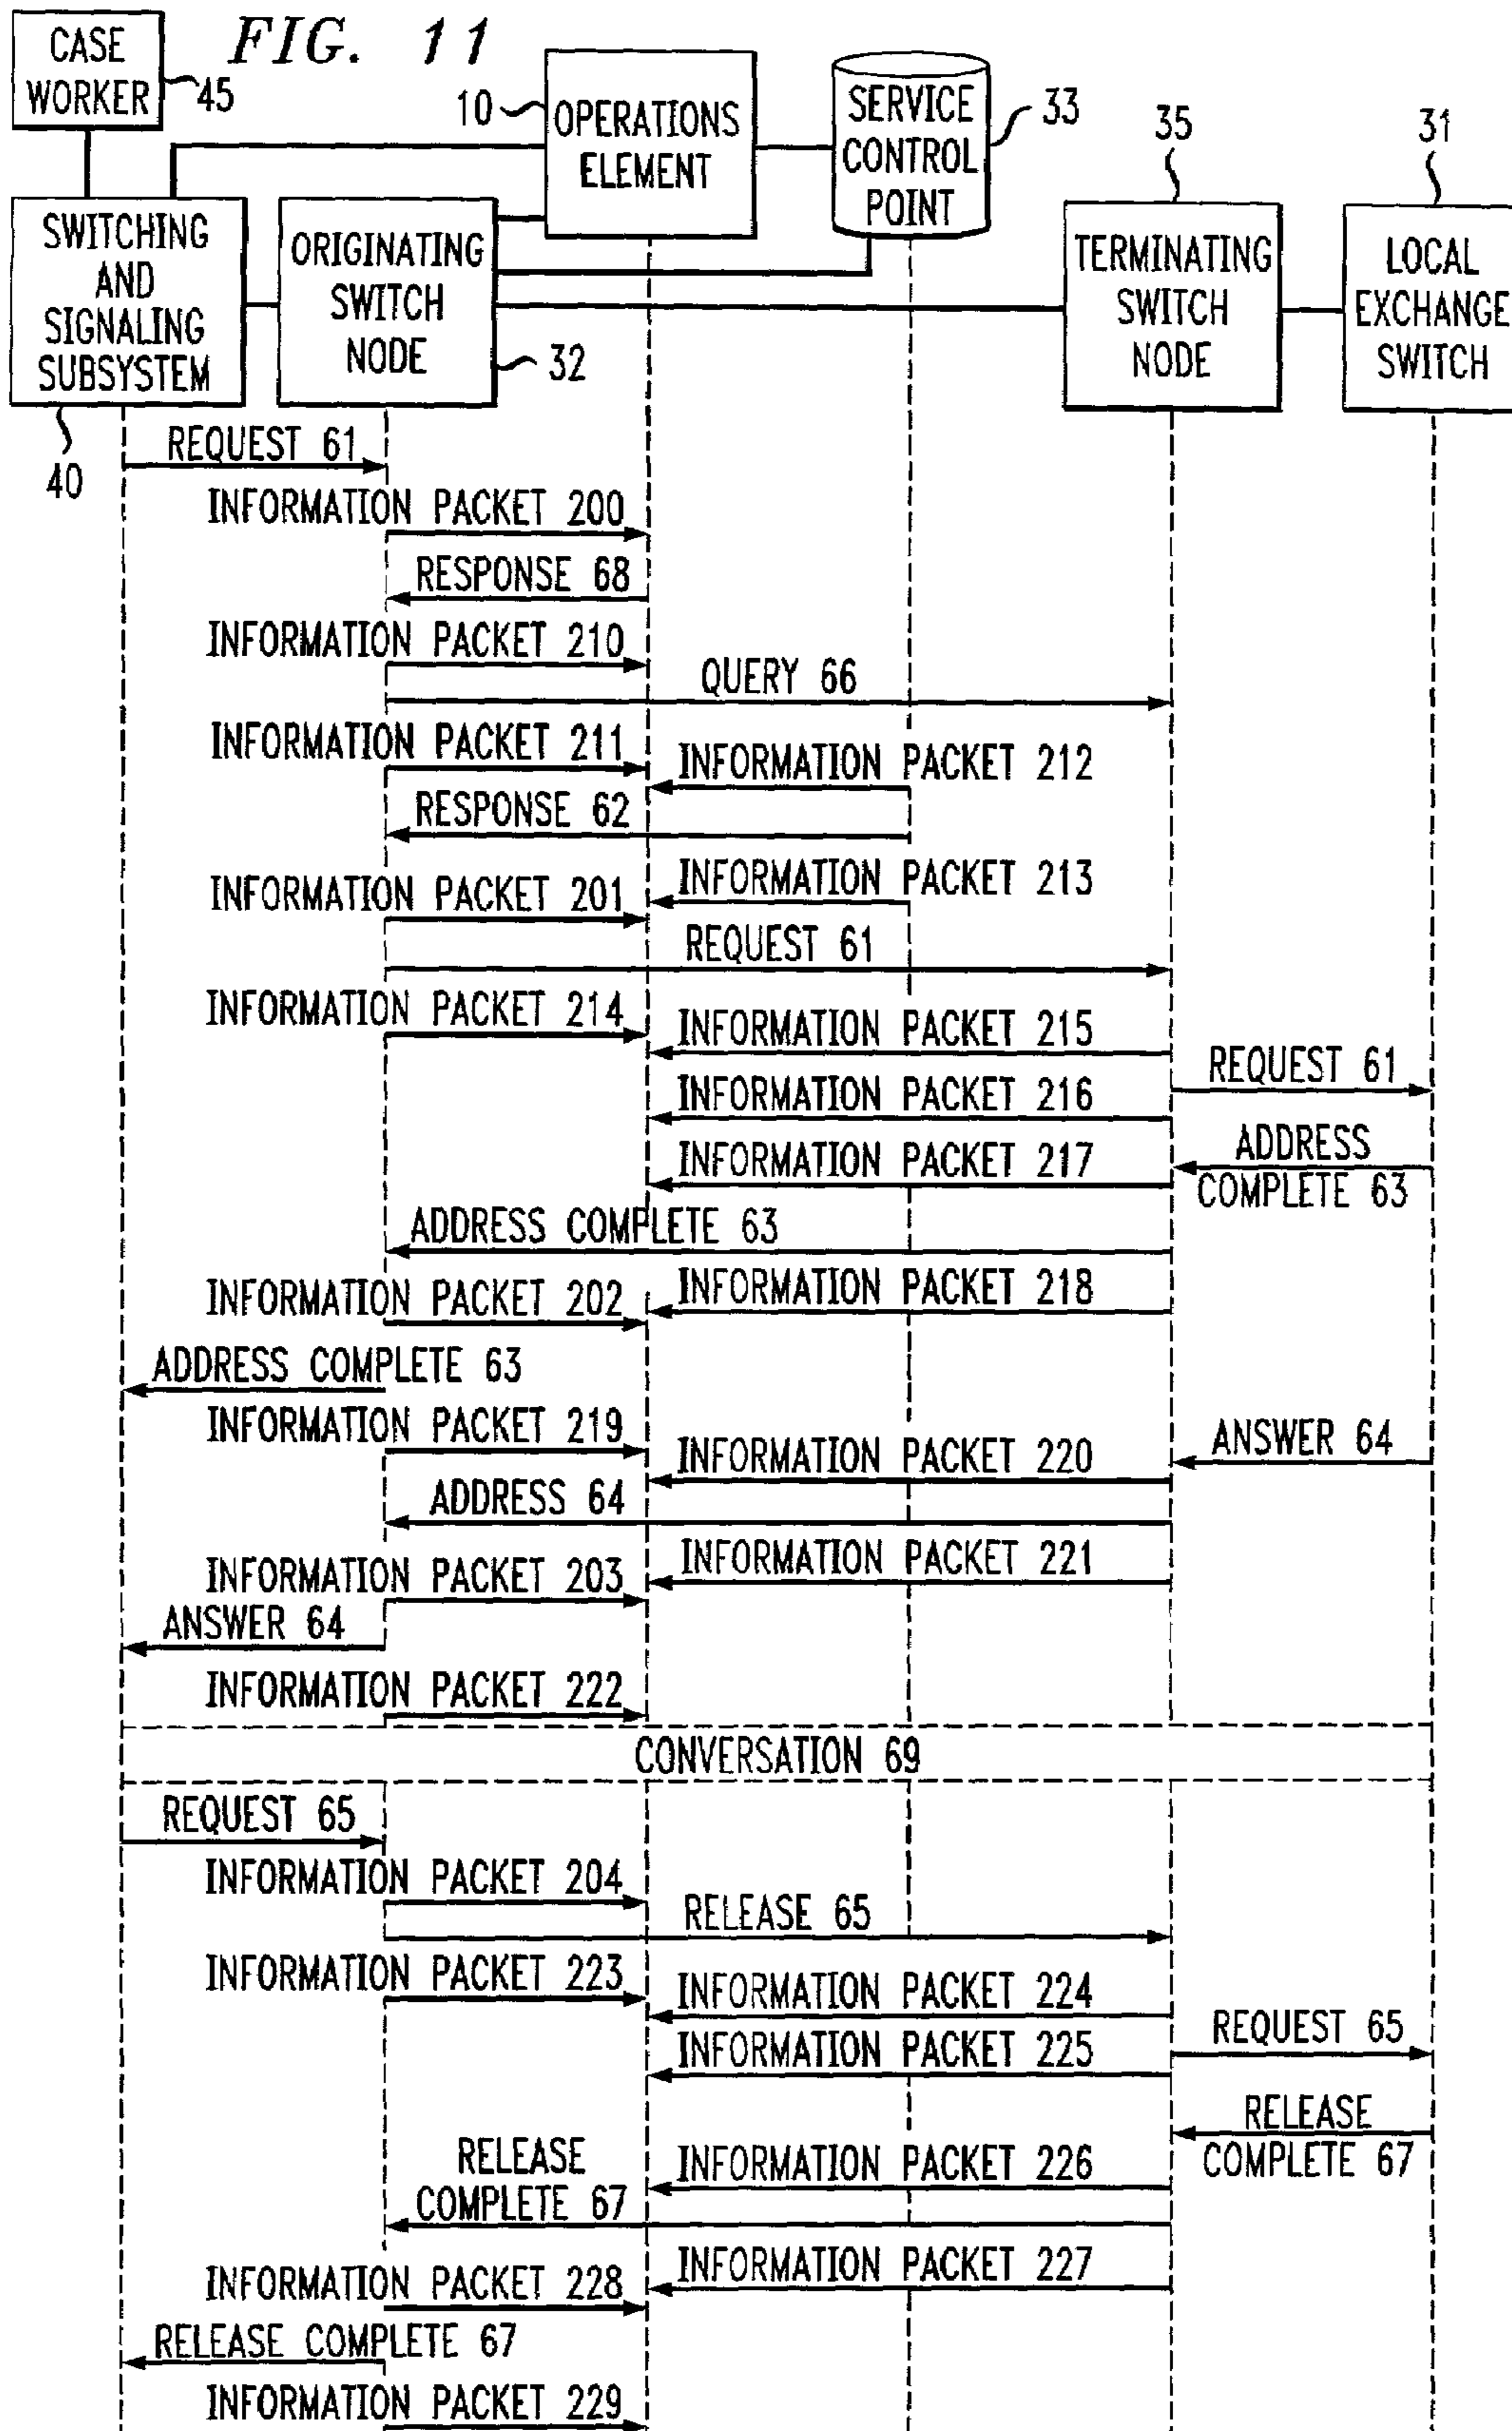 FIG. 11
CASE
WORKER
45
10
OPERATIONS
ELEMENT
SERVICE
CONTROL
POINT
33
35
31
SWITCHING
AND
SIGNALING
SUBSYSTEM
40
ORIGINATING
SWITCH
NODE
32
TERMINATING
SWITCH
NODE
LOCAL
EXCHANGE
SWITCH
REQUEST 61
INFORMATION PACKET 200
RESPONSE 68
INFORMATION PACKET 210
QUERY 66
INFORMATION PACKET 211
INFORMATION PACKET 212
RESPONSE 62
INFORMATION PACKET 213
INFORMATION PACKET 201
REQUEST 61
INFORMATION PACKET 214
INFORMATION PACKET 215
REQUEST 61
INFORMATION PACKET 216
ADDRESS
COMPLETE 63
INFORMATION PACKET 217
ADDRESS COMPLETE 63
INFORMATION PACKET 218
INFORMATION PACKET 202
ADDRESS COMPLETE 63
INFORMATION PACKET 219
ANSWER 64
INFORMATION PACKET 220
ADDRESS 64
INFORMATION PACKET 221
INFORMATION PACKET 203
ANSWER 64
INFORMATION PACKET 222
CONVERSATION 69
REQUEST 65
INFORMATION PACKET 204
RELEASE 65
INFORMATION PACKET 223
INFORMATION PACKET 224
REQUEST 65
INFORMATION PACKET 225
RELEASE
COMPLETE 67
INFORMATION PACKET 226
RELEASE
COMPLETE 67
INFORMATION PACKET 227
INFORMATION PACKET 228
RELEASE COMPLETE 67
INFORMATION PACKET 229